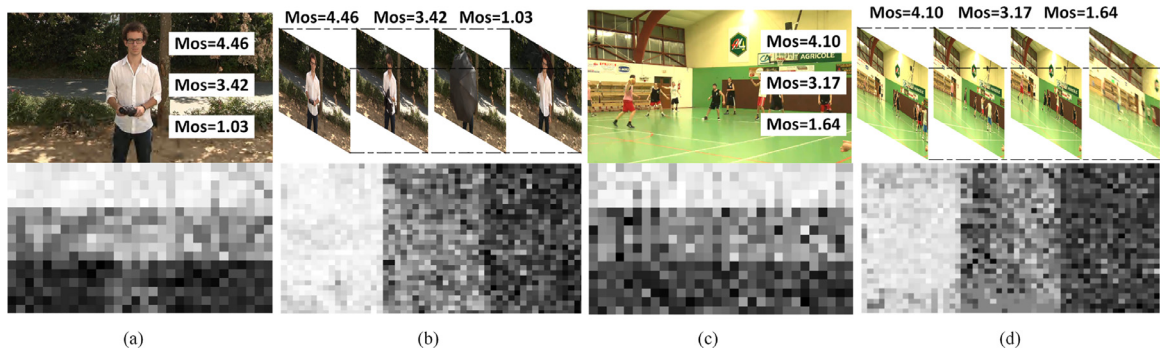 Mos=4.46
Mos=3.42
Mos=1.03
Mos=4.46 Mos=3.42 Mos=1.03
Mos=4.10
Mos=3.17
Mos=1.64
AGRICOLE
Mos=4.10 Mos=3.17 Mos=1.64
(a)
(b)
(c)
(d)